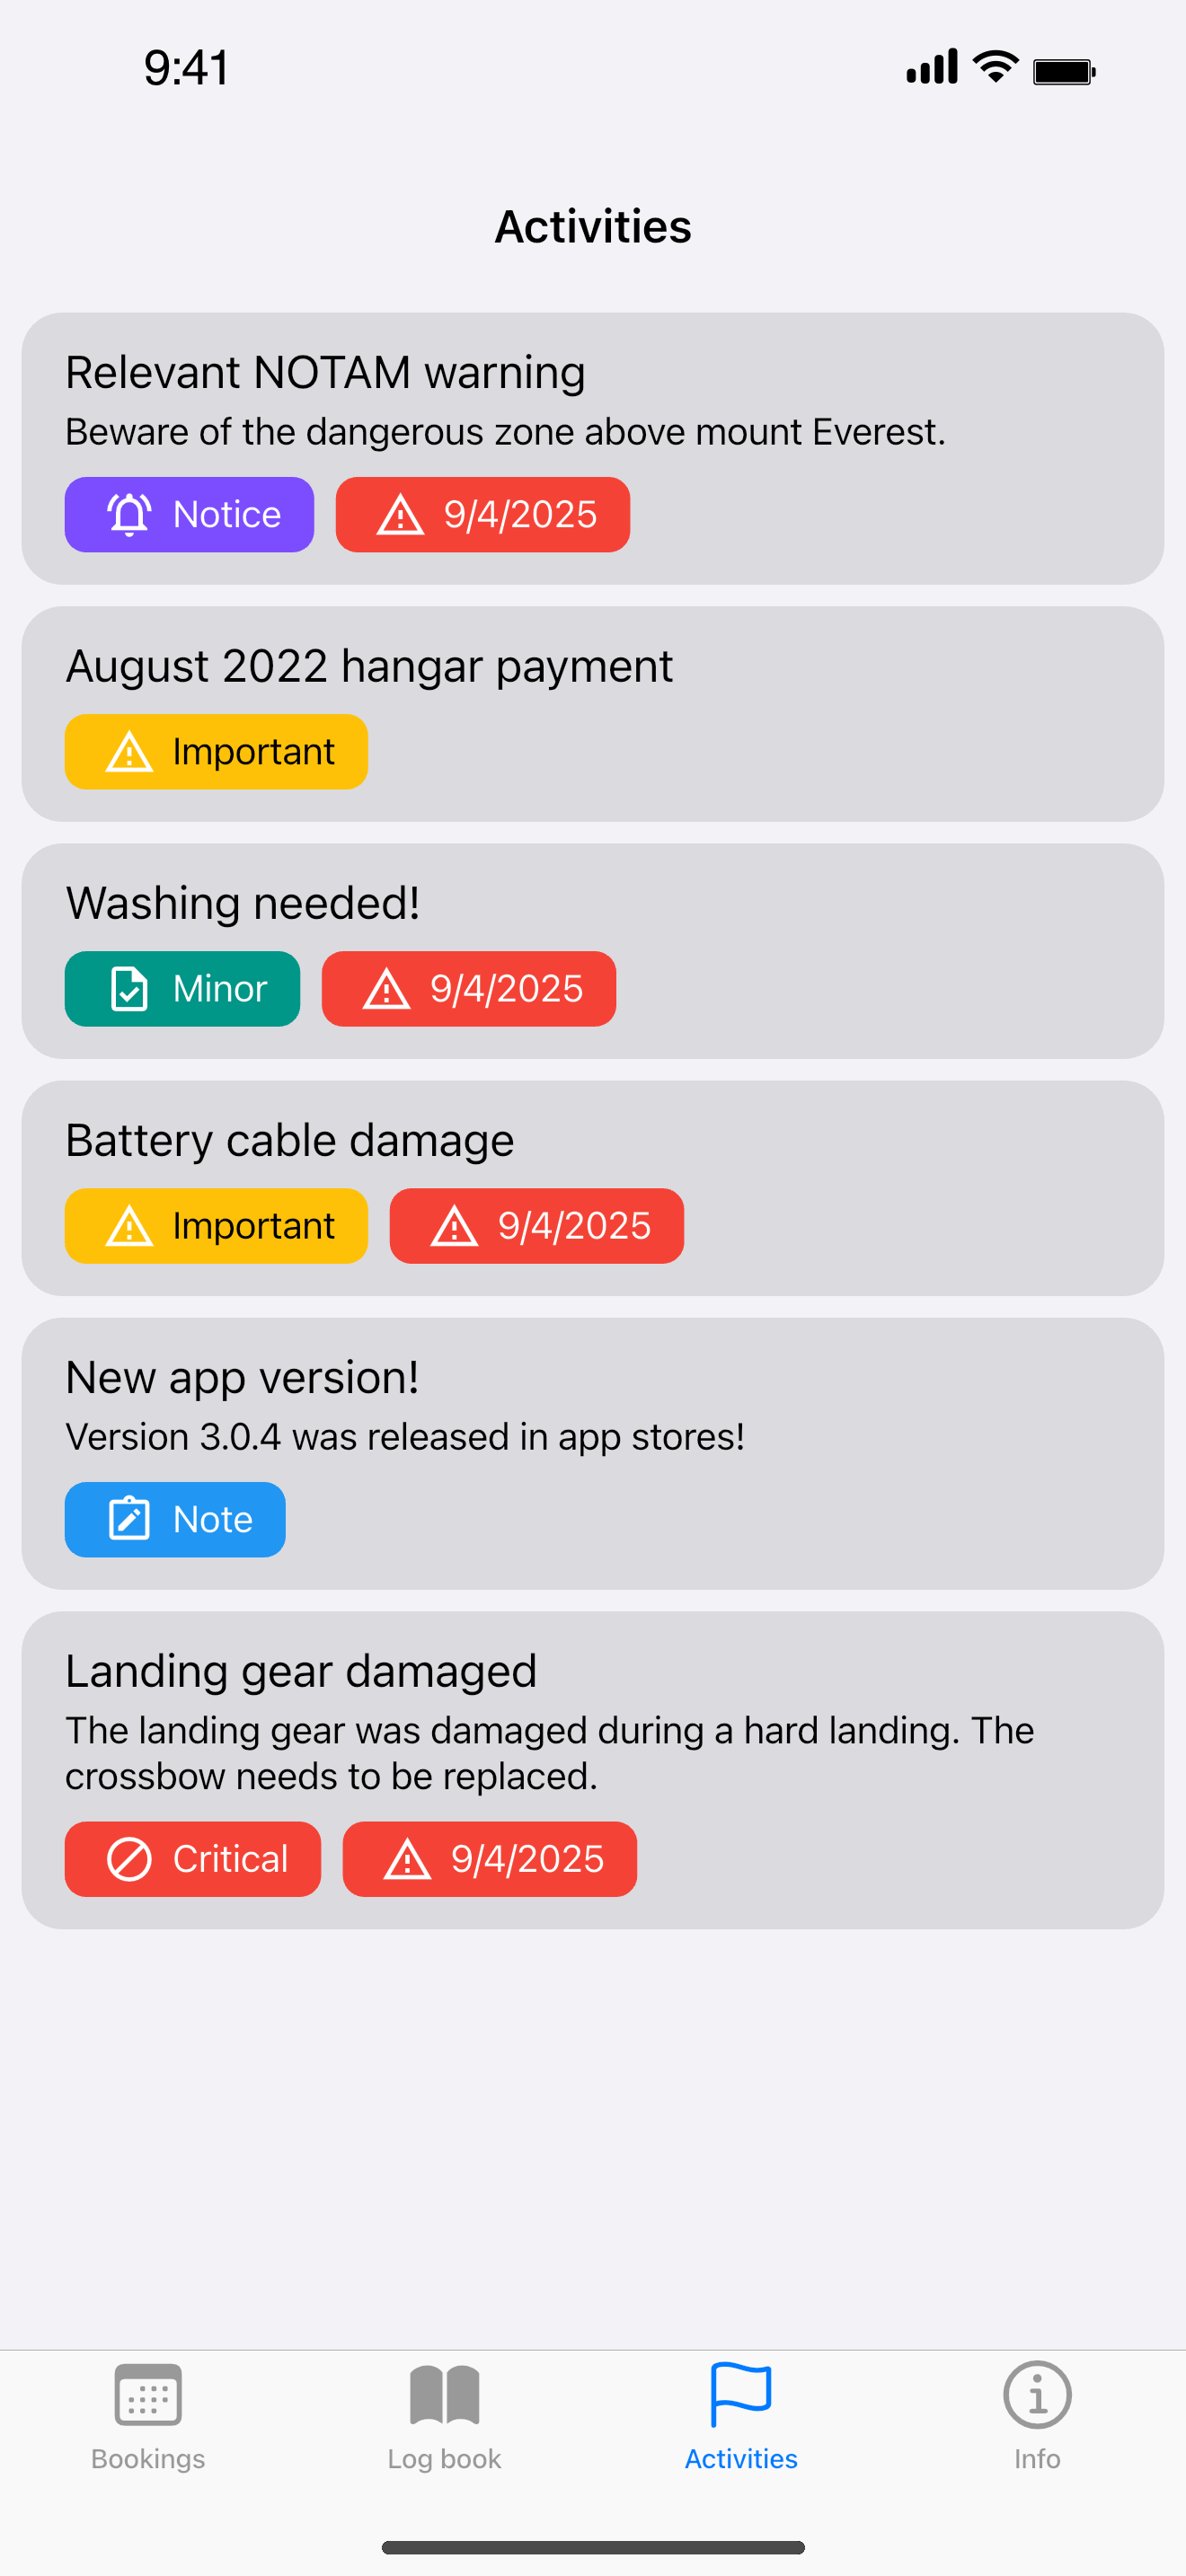 9:41
Activities
Relevant NOTAM warning
Beware of the dangerous zone above mount Everest.
Notice 9/4/2025
August 2022 hangar payment
Important
Washing needed!
Minor 9/4/2025
Battery cable damage
Important 9/4/2025
New app version!
Version 3.0.4 was released in app stores!
Note
Landing gear damaged
The landing gear was damaged during a hard landing. The
crossbow needs to be replaced.
Critical 9/4/2025
Bookings Log book Activities Info